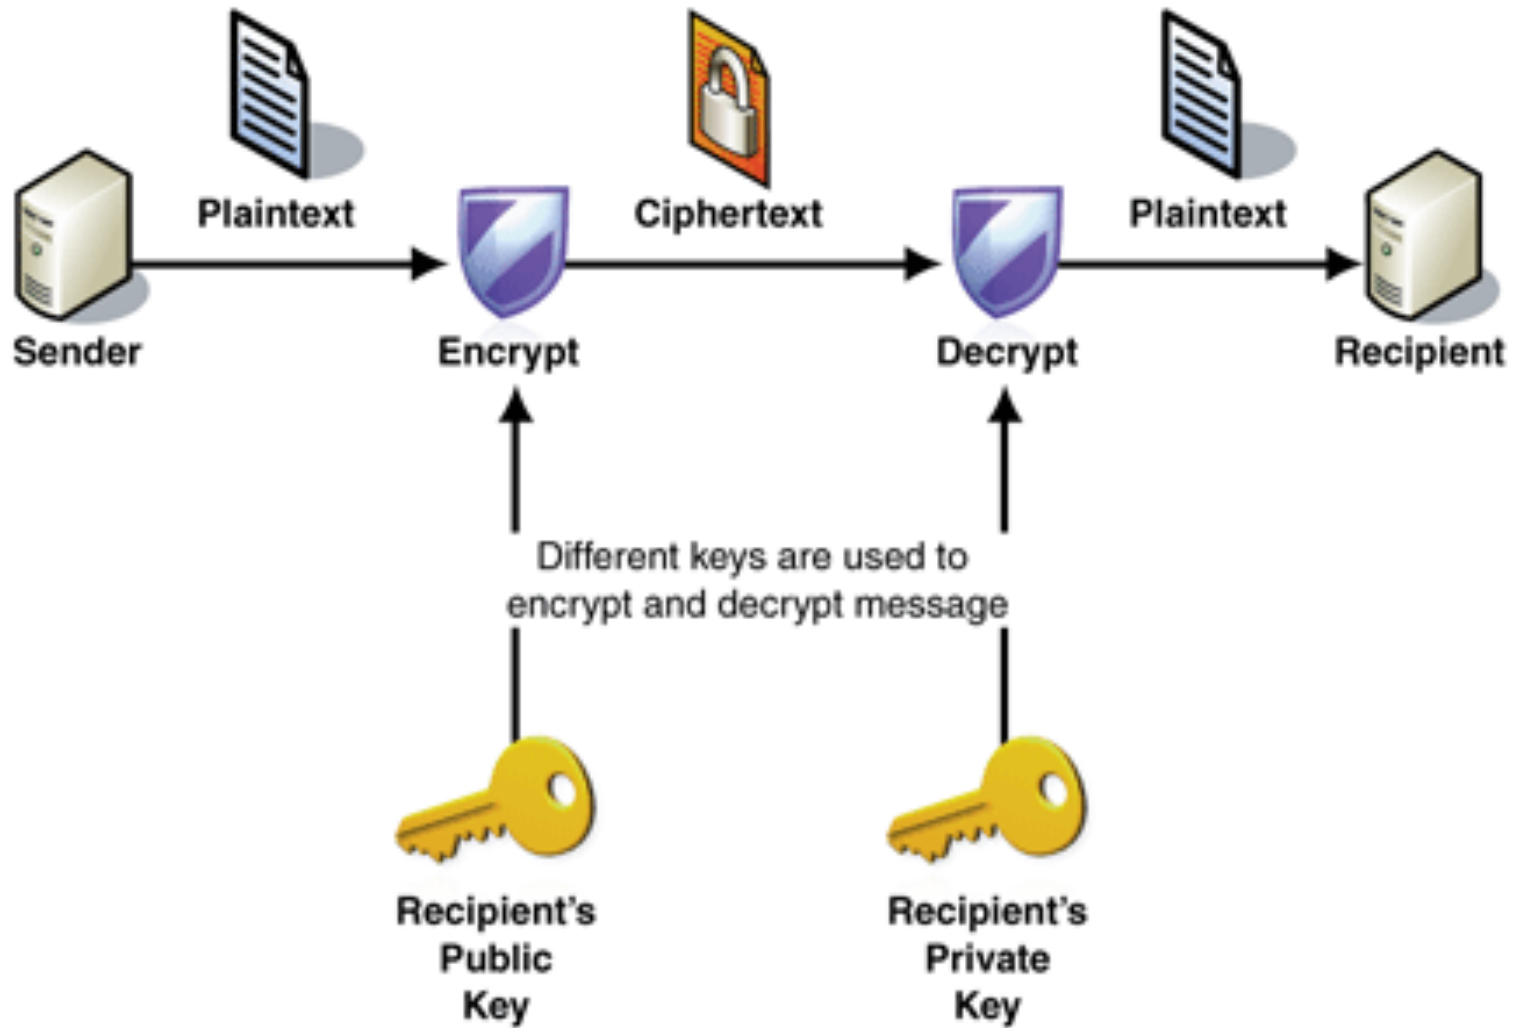 Plaintext
Ciphertext
Plaintext
Sender
Encrypt
Decrypt
Recipient
Different keys are used to
encrypt and decrypt message
Recipient's
Public
Key
Recipient's
Private
Key